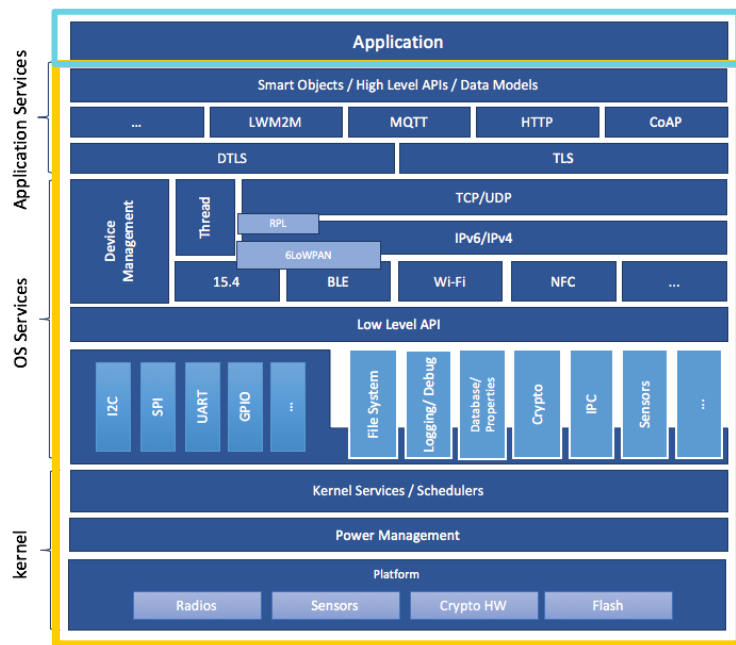 Application
Application Services
Smart Objects / High Level APIs / Data Models
...
LWM2M
MQTT
HTTP
CoAP
DTLS
TLS
OS Services
Device
Management
Thread
TCP/UDP
RPL
IPv6/IPv4
6LoWPAN
15.4
BLE
Wi-Fi
NFC
...
Low Level API
I2C
SPI
UART
GPIO
...
File System
Logging/ Debug
Database/
Properties
Crypto
IPC
Sensors
...
kernel
Kernel Services / Schedulers
Power Management
Platform
Radios
Sensors
Crypto HW
Flash